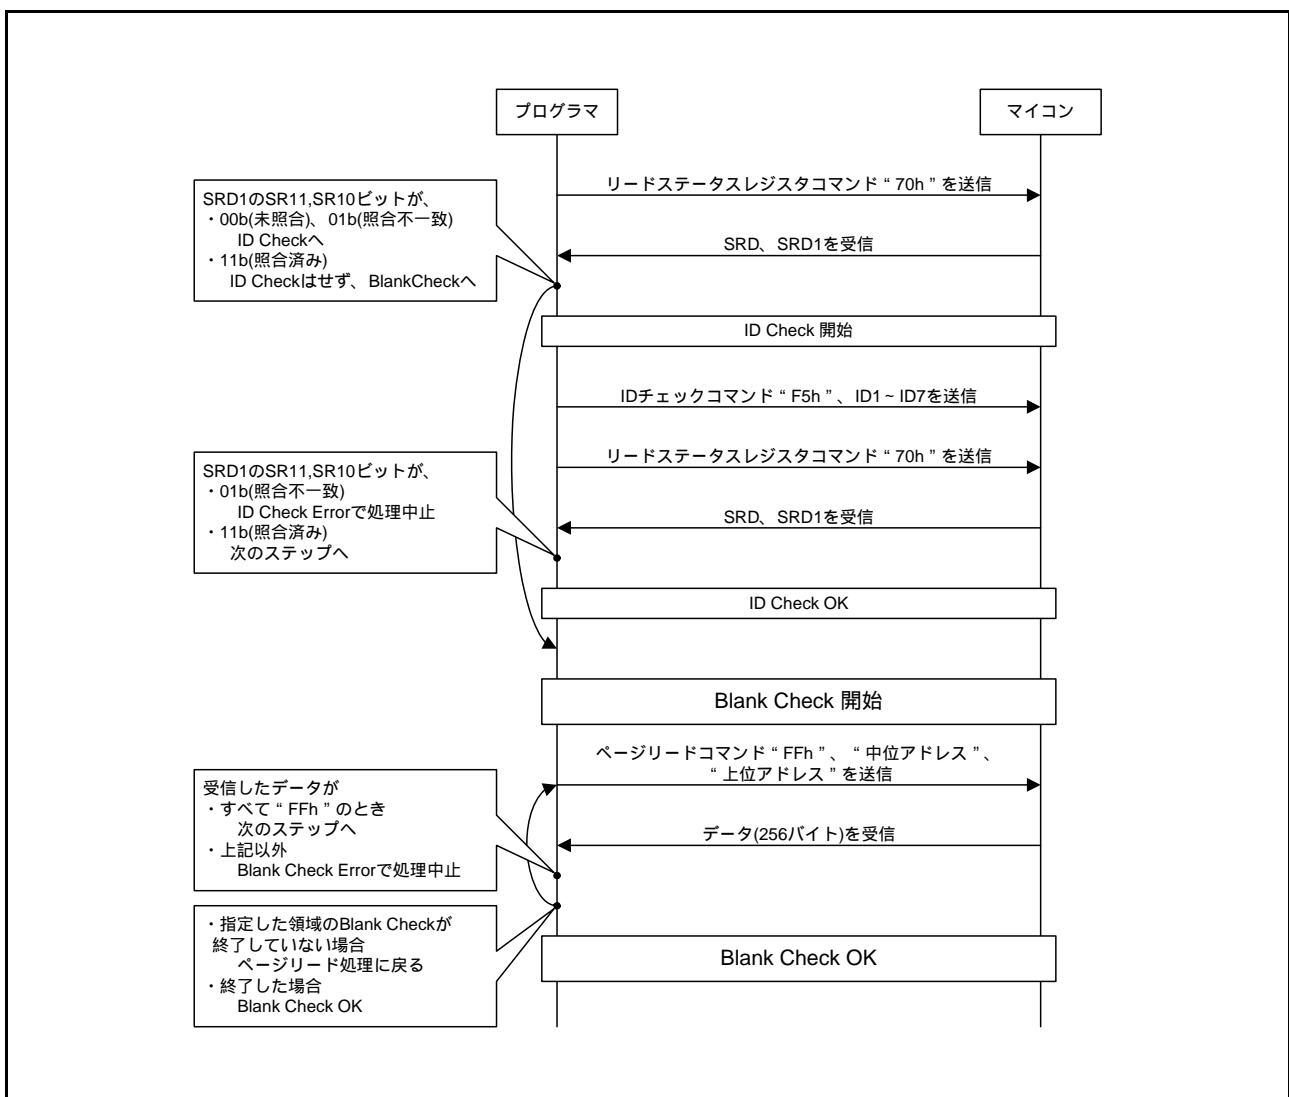 プログラマ
マイコン
リードステータスレジスタコマンド “ 70h ” を送信
SRD1のSR11,SR10ビットが、
・00b(未照合)、01b(照合不一致)
ID Checkへ
・11b(照合済み)
ID Checkはせず、BlankCheckへ
SRD、SRD1を受信
ID Check 開始
IDチェックコマンド “ F5h ” 、ID1 ~ ID7を送信
リードステータスレジスタコマンド “ 70h ” を送信
SRD1のSR11,SR10ビットが、
・01b(照合不一致)
ID Check Errorで処理中止
・11b(照合済み)
次のステップへ
SRD、SRD1を受信
ID Check OK
Blank Check 開始
ページリードコマンド “ FFh ” 、 “ 中位アドレス ” 、
“ 上位アドレス ” を送信
受信したデータが
・すべて “ FFh ” のとき
次のステップへ
・上記以外
Blank Check Errorで処理中止
データ(256バイト)を受信
・指定した領域のBlank Checkが
終了していない場合
ページリード処理に戻る
・終了した場合
Blank Check OK
Blank Check OK